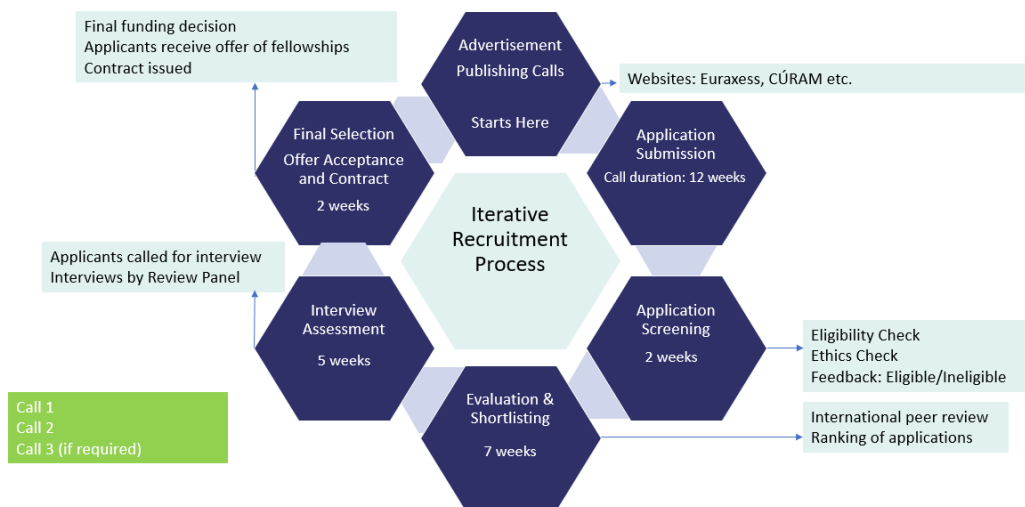 Final funding decision
Applicants receive offer of fellowships
Contract issued
Advertisement
Publishing Calls
Starts Here
Websites: Euraxess, CÚRAM etc.
Application
Submission
Call duration: 12 weeks
Final Selection
Offer Acceptance
and Contract
2 weeks
Iterative
Recruitment
Process
Applicants called for interview
Interviews by Review Panel
Interview
Assessment
5 weeks
Application
Screening
2 weeks
Eligibility Check
Ethics Check
Feedback: Eligible/Ineligible
Evaluation &
Shortlisting
7 weeks
International peer review
Ranking of applications
Call 1
Call 2
Call 3 (if required)